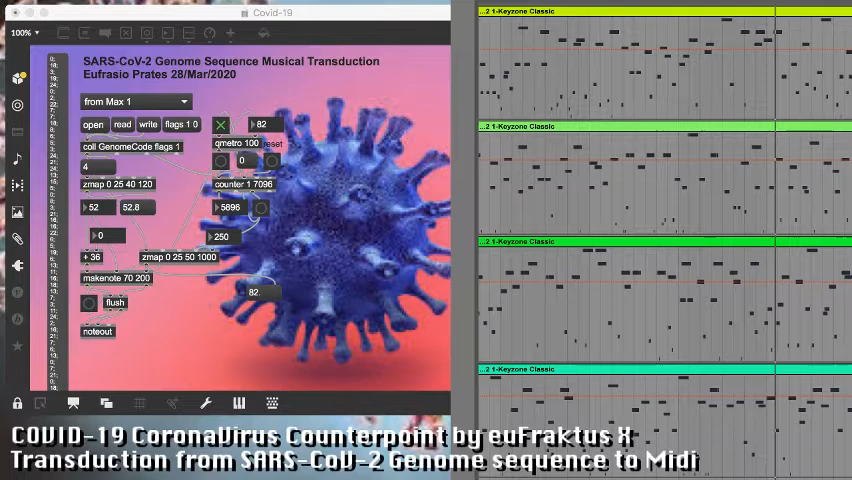 Covid-19
100%
SARS-CoV-2 Genome Sequence Musical Transduction
Eufrasio Prates 28/Mar/2020
from Max 1
open read write flags 1 0
82
coll GenomeCode flags 1
qmetro 100 reset
4
0
zmap 0 25 40 120
counter 1 7096
52
52.8
5896
0
250
+ 36
zmap 0 25 50 1000
makenote 70 200
82.
flush
noteout
...2 1-Keyzone Classic
...2 1-Keyzone Classic
1-Keyzone Classic
1-Keyzone Classic
COVID-19 CoronaVirus Counterpoint by euFraktus X
Transduction from SARS-CoV-2 Genome sequence to Midi